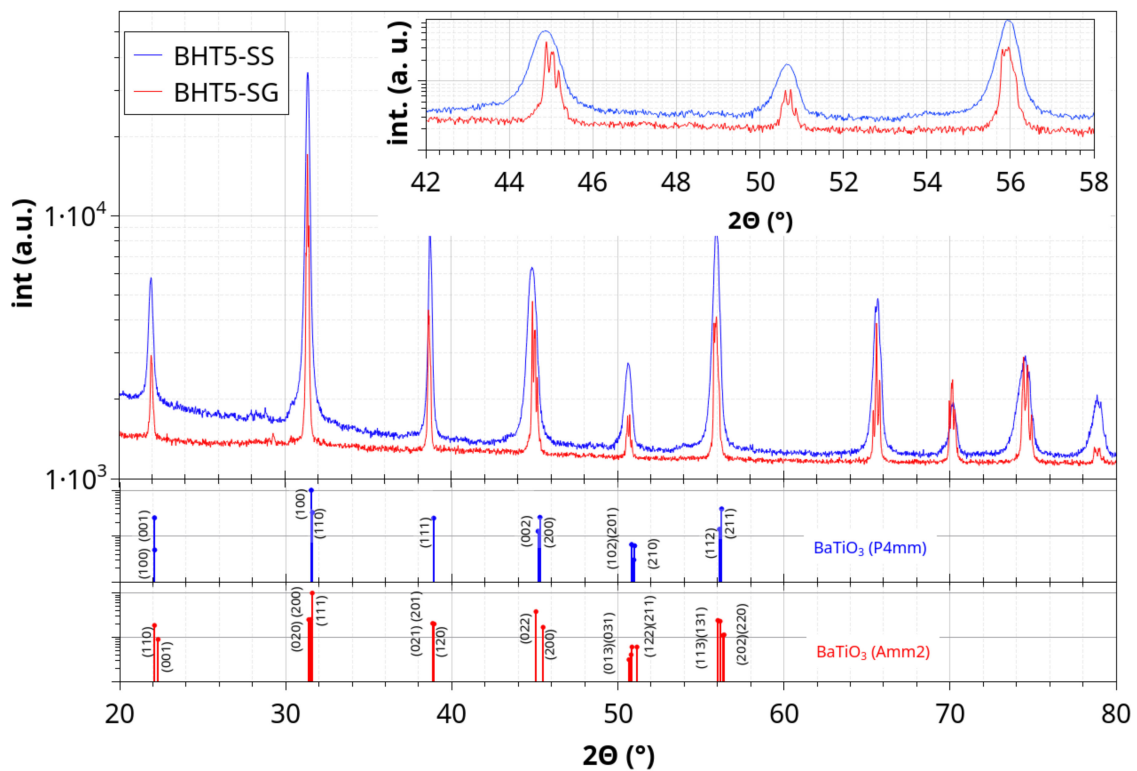 BHT5-SS
BHT5-SG
int. (a. u.)
42 44 46 48 50 52 54 56 58
2Θ (°)
int (a.u.)
1·10⁴
1·10³
(100) (001)
(100)
(110)
(111)
(002)
(200)
(102)(201)
(210)
(112)
(211)
BaTiO₃ (P4mm)
(110)
(001)
(020) (200)
(111)
(021) (201)
(120)
(022)
(200)
(013)(031)
(122)(211)
(113)(131)
(202)(220)
BaTiO₃ (Amm2)
20 30 40 50 60 70 80
2Θ (°)